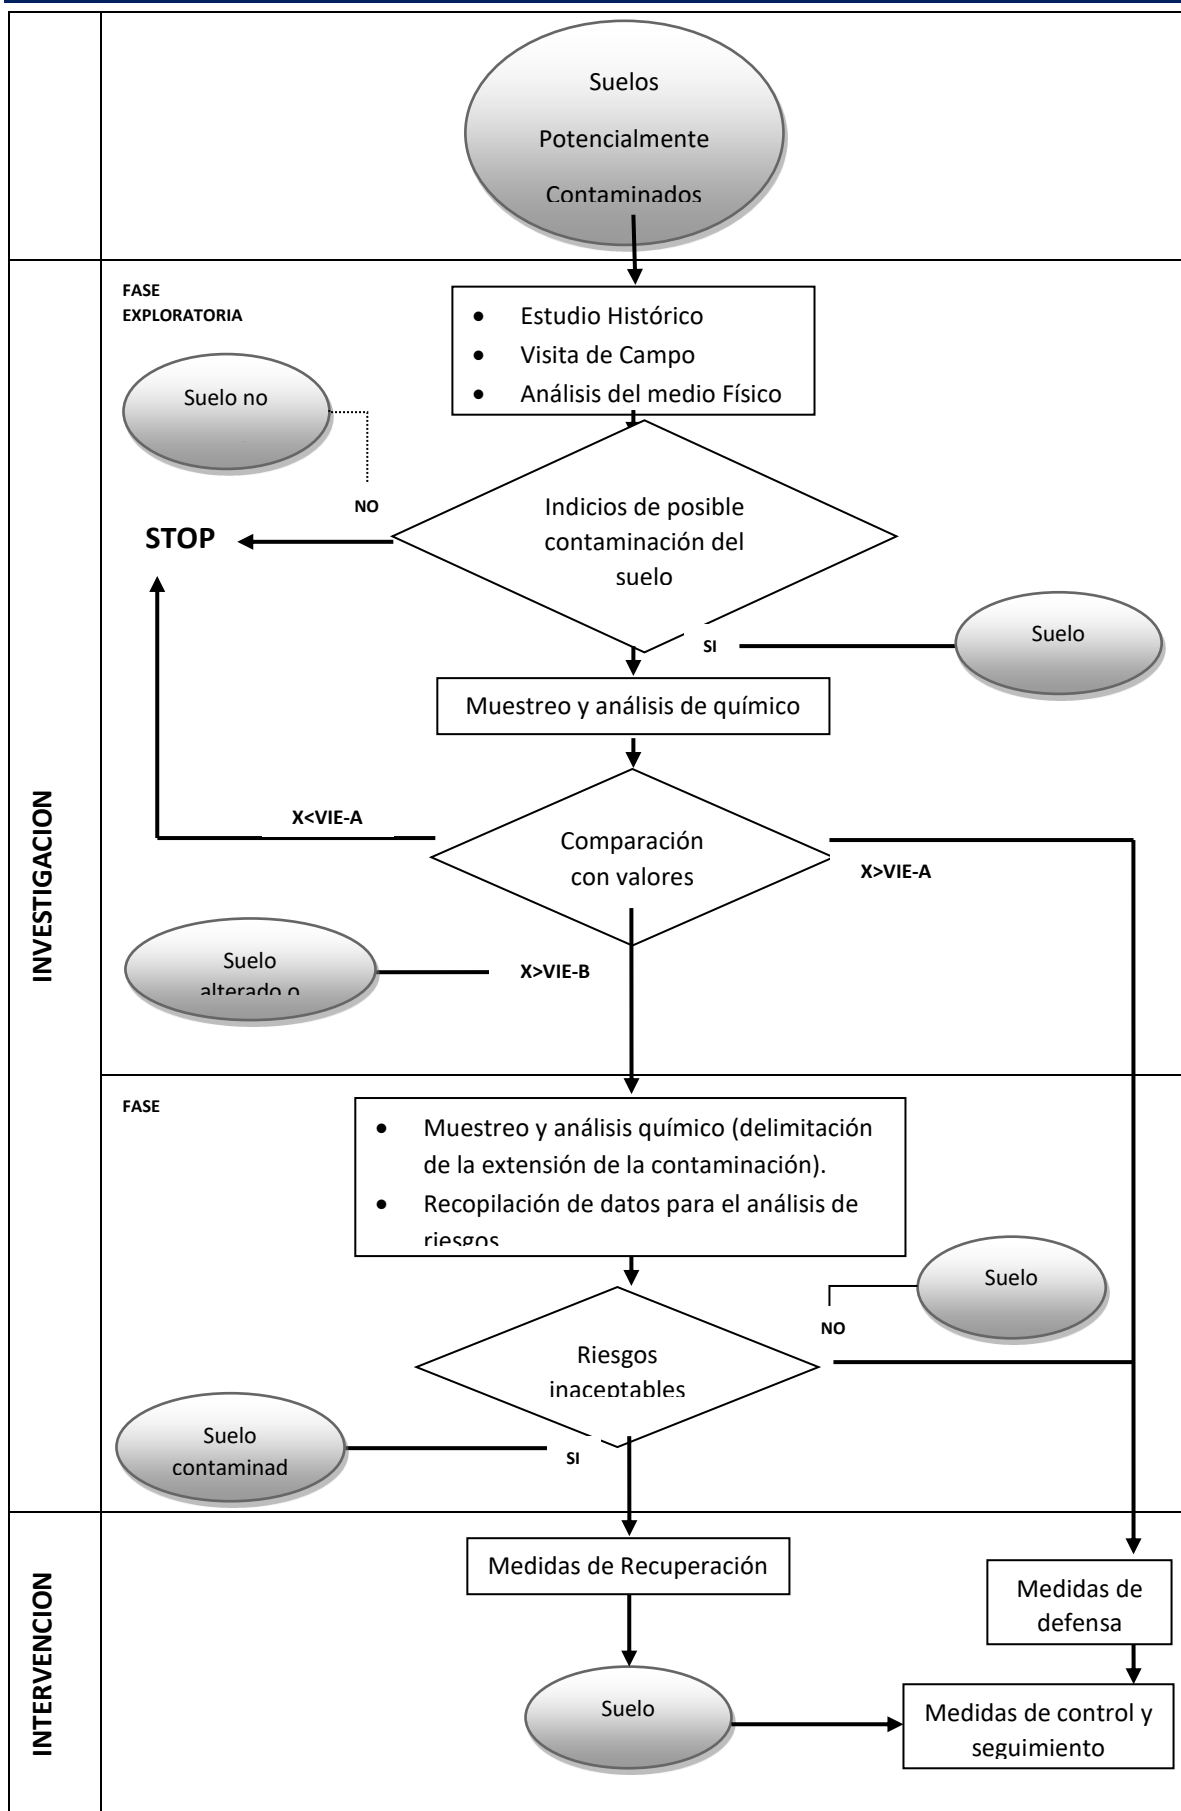 Suelos
Potencialmente
Contaminados
INVESTIGACION
FASE
EXPLORATORIA
• Estudio Histórico
• Visita de Campo
• Análisis del medio Físico
Suelo no
NO
STOP
Indicios de posible
contaminación del
suelo
SI
Suelo
Muestreo y análisis de químico
X<VIE-A
Comparación
con valores
X>VIE-A
Suelo
alterado o
X>VIE-B
FASE
• Muestreo y análisis químico (delimitación
de la extensión de la contaminación).
• Recopilación de datos para el análisis de
riesgos
Suelo
NO
Riesgos
inaceptables
Suelo
contaminad
SI
INTERVENCION
Medidas de Recuperación
Medidas de
defensa
Suelo
Medidas de control y
seguimiento